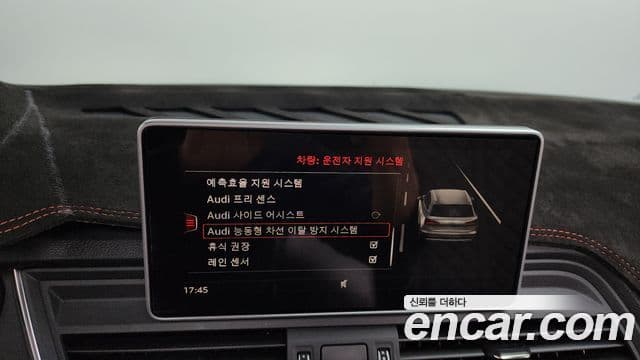 차량: 운전자 지원 시스템
예측효율 지원 시스템
Audi 프리 센스
Audi 사이드 어시스트
Audi 능동형 차선 이탈 방지 시스템
휴식 권장
레인 센서
17:45
신뢰를 더하다
encar.com